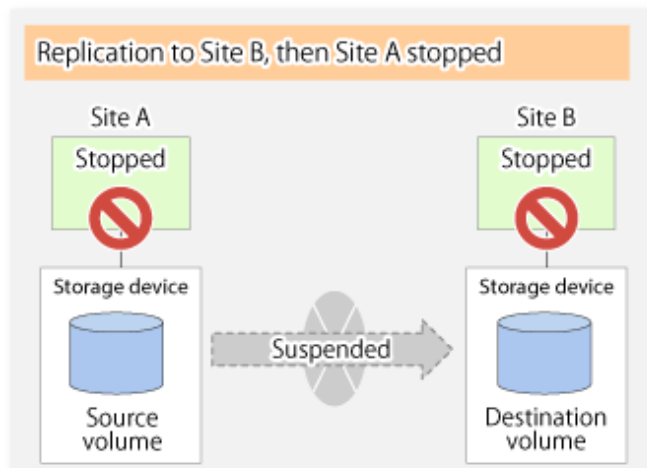 Replication to Site B, then Site A stopped
Site A
Site B
Stopped
Stopped
Storage device
Storage device
Suspended
Source
volume
Destination
volume